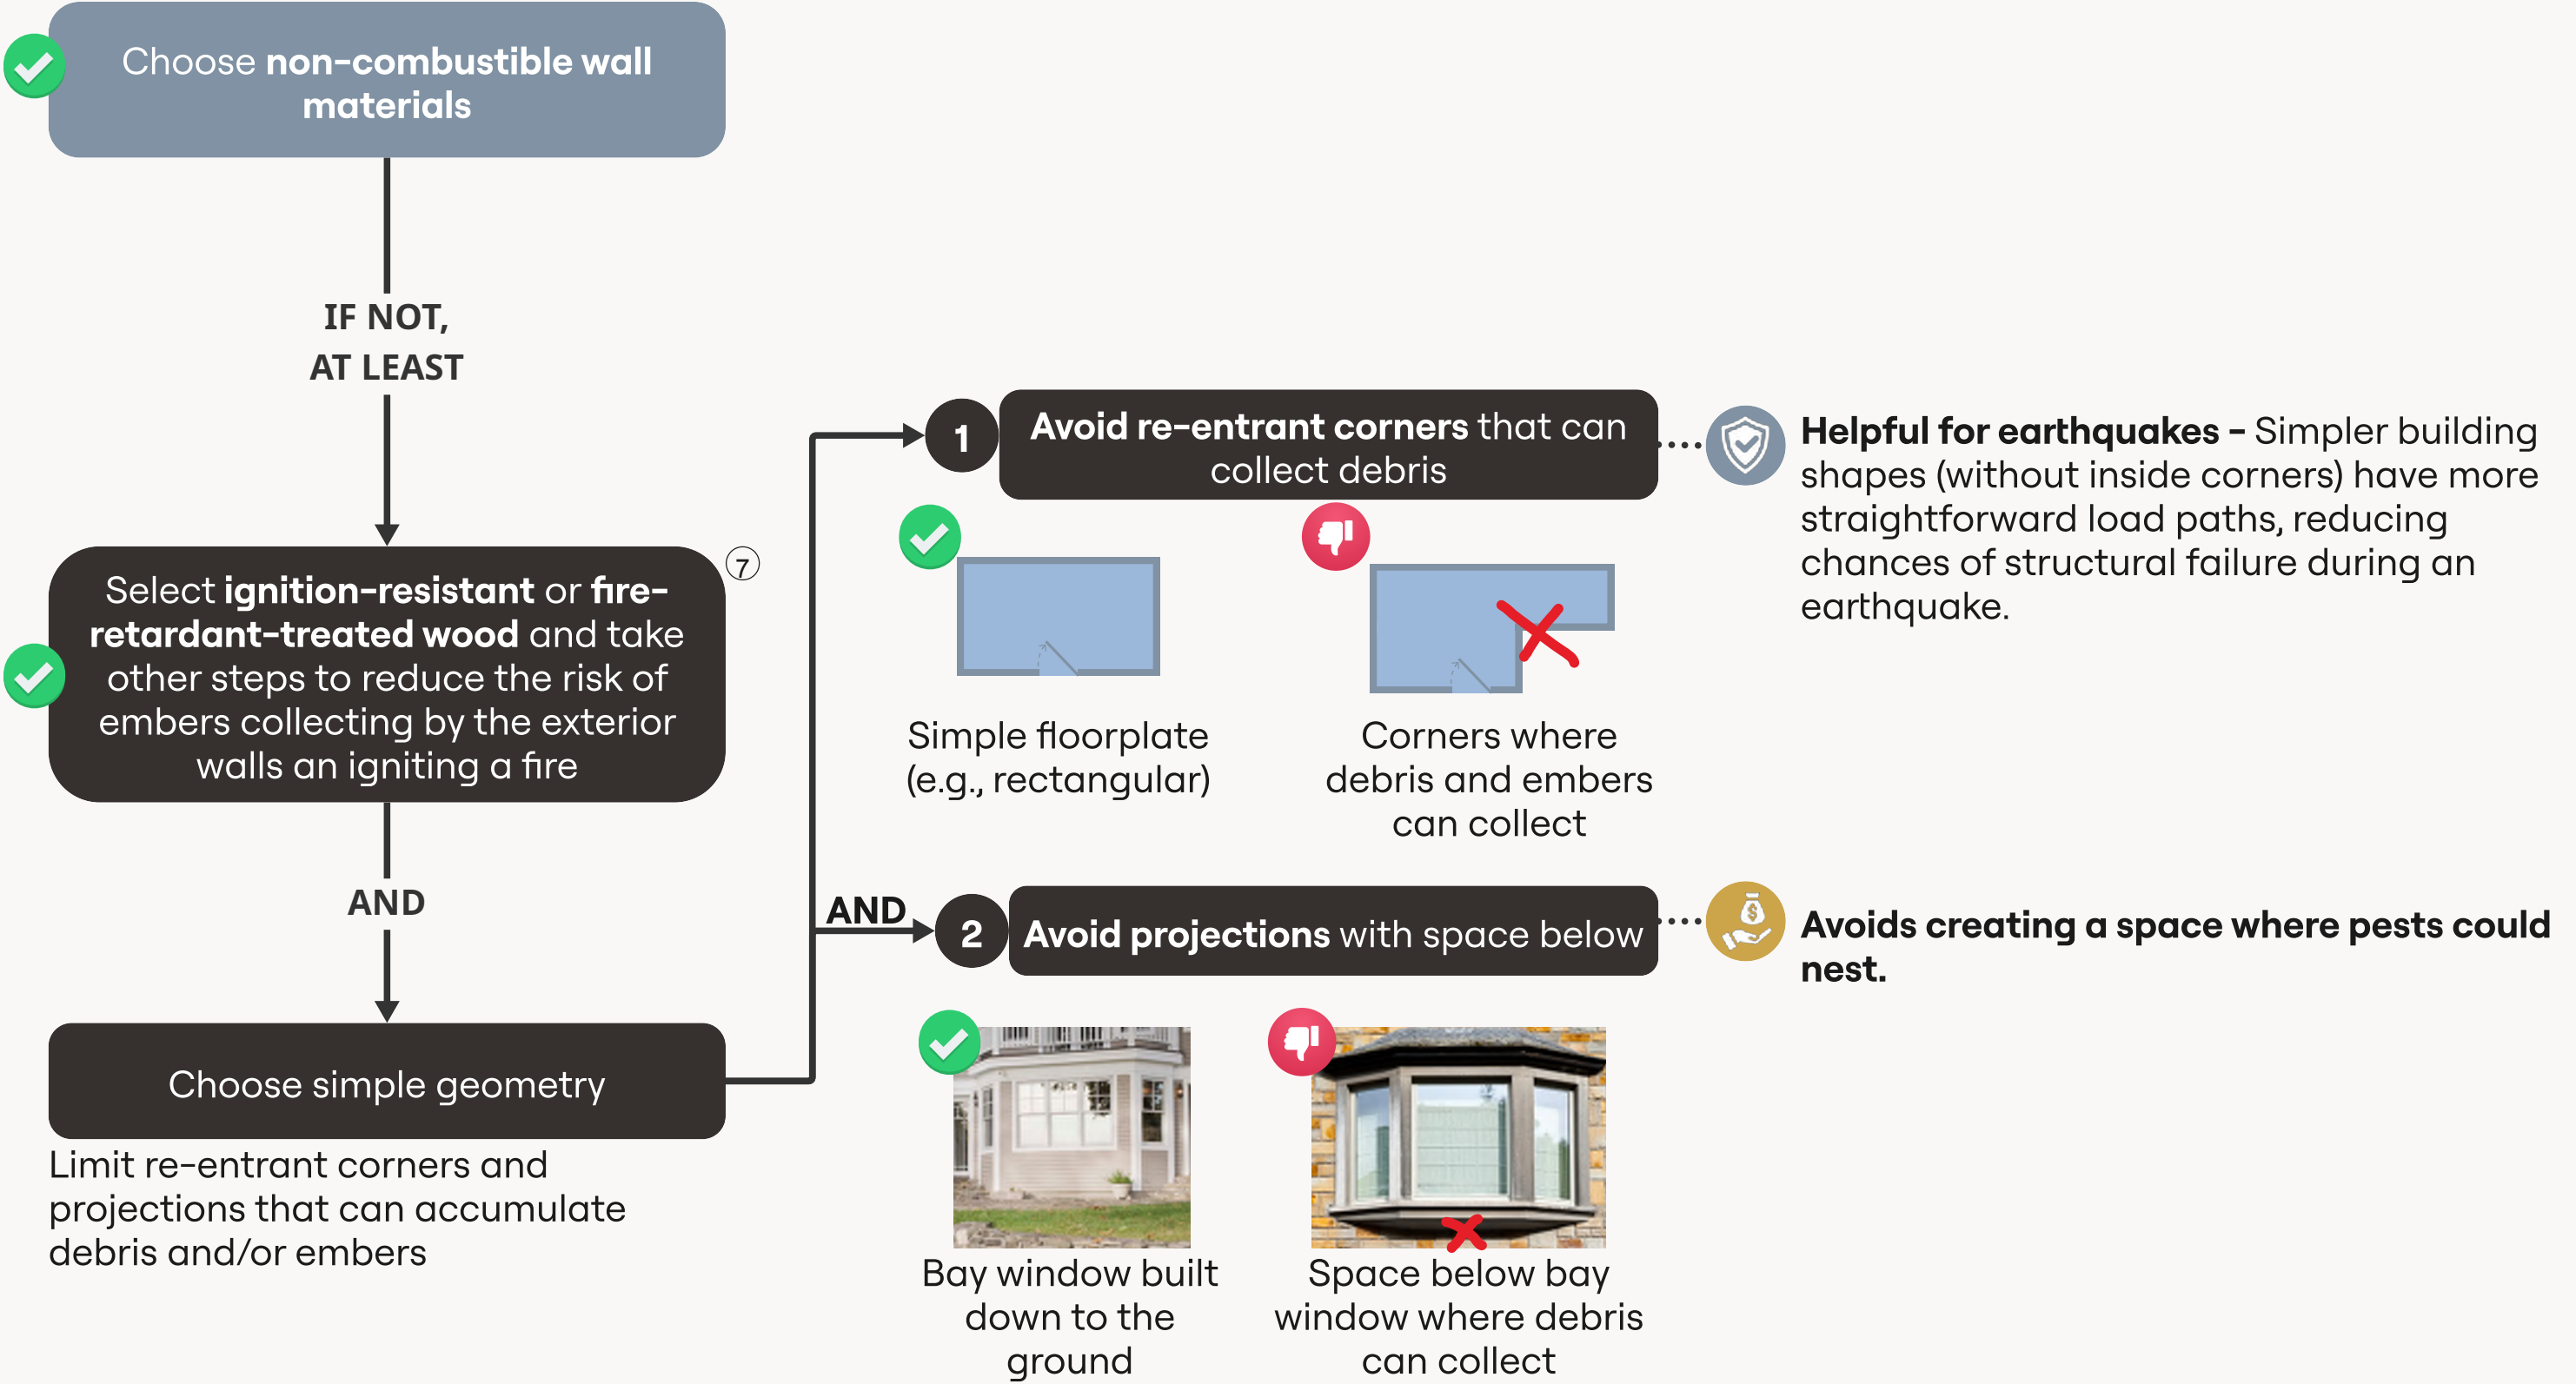 Choose non-combustible wall
materials
IF NOT,
AT LEAST
Select ignition-resistant or fire-
retardant-treated wood and take
other steps to reduce the risk of
embers collecting by the exterior
walls an igniting a fire
7
AND
Choose simple geometry
Limit re-entrant corners and
projections that can accumulate
debris and/or embers
1
Avoid re-entrant corners that can
collect debris
Helpful for earthquakes - Simpler building
shapes (without inside corners) have more
straightforward load paths, reducing
chances of structural failure during an
earthquake.
Simple floorplate
(e.g., rectangular)
Corners where
debris and embers
can collect
AND
2
Avoid projections with space below
$
Avoids creating a space where pests could
nest.
Bay window built
down to the
ground
Space below bay
window where debris
can collect